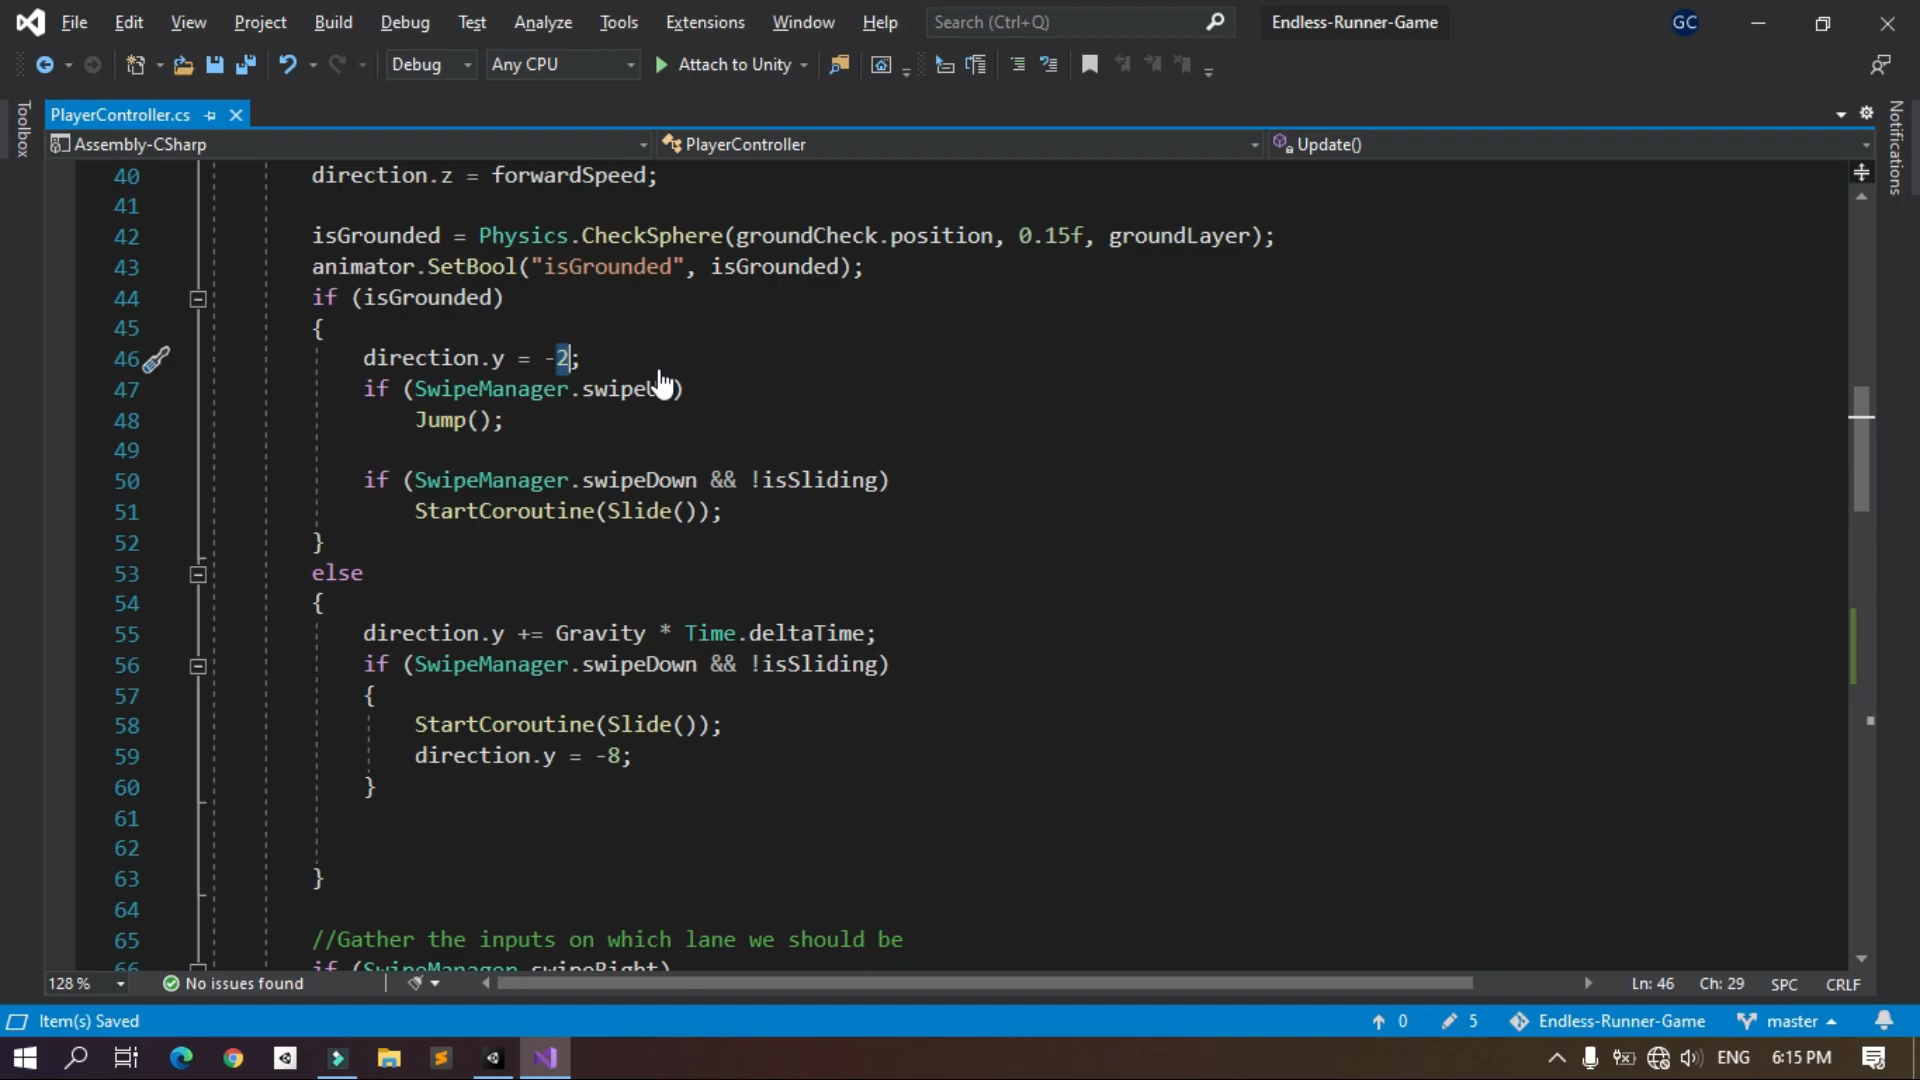 File Edit View Project Build Debug Test Analyze Tools Extensions Window Help Search (Ctrl+Q) Endless-Runner-Game GC
Debug Any CPU Attach to Unity
PlayerController.cs
Assembly-CSharp PlayerController Update()
Toolbox
Notifications
40 direction.z = forwardSpeed;
41
42 isGrounded = Physics.CheckSphere(groundCheck.position, 0.15f, groundLayer);
43 animator.SetBool("isGrounded", isGrounded);
44 if (isGrounded)
45 {
46 direction.y = -2;
47 if (SwipeManager.swipeUp)
48 Jump();
49
50 if (SwipeManager.swipeDown && !isSliding)
51 StartCoroutine(Slide());
52 }
53 else
54 {
55 direction.y += Gravity * Time.deltaTime;
56 if (SwipeManager.swipeDown && !isSliding)
57 {
58 StartCoroutine(Slide());
59 direction.y = -8;
60 }
61
62
63 }
64
65 //Gather the inputs on which lane we should be
66 if (SwipeManager.swipeRight)
128 % No issues found Ln: 46 Ch: 29 SPC CRLF
Item(s) Saved 0 5 Endless-Runner-Game master
ENG 6:15 PM